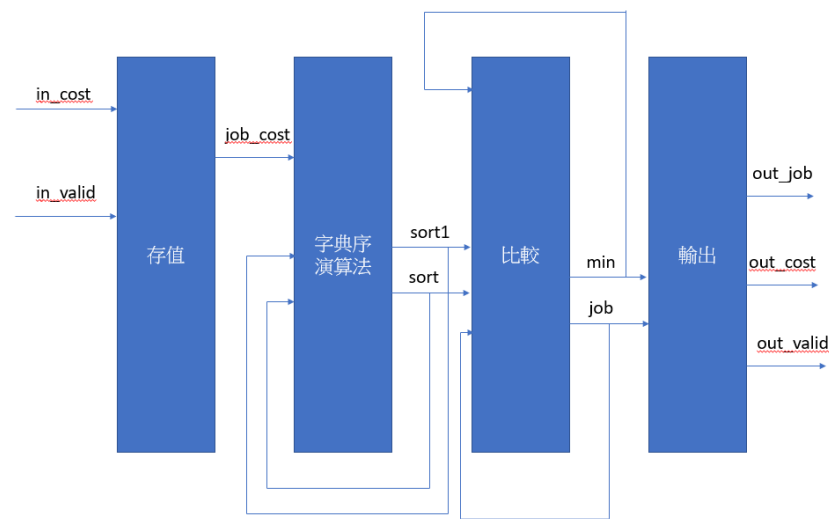 in_cost
in_valid
存值
job_cost
字典序
演算法
sort1
sort
比較
min
job
輸出
out_job
out_cost
out_valid